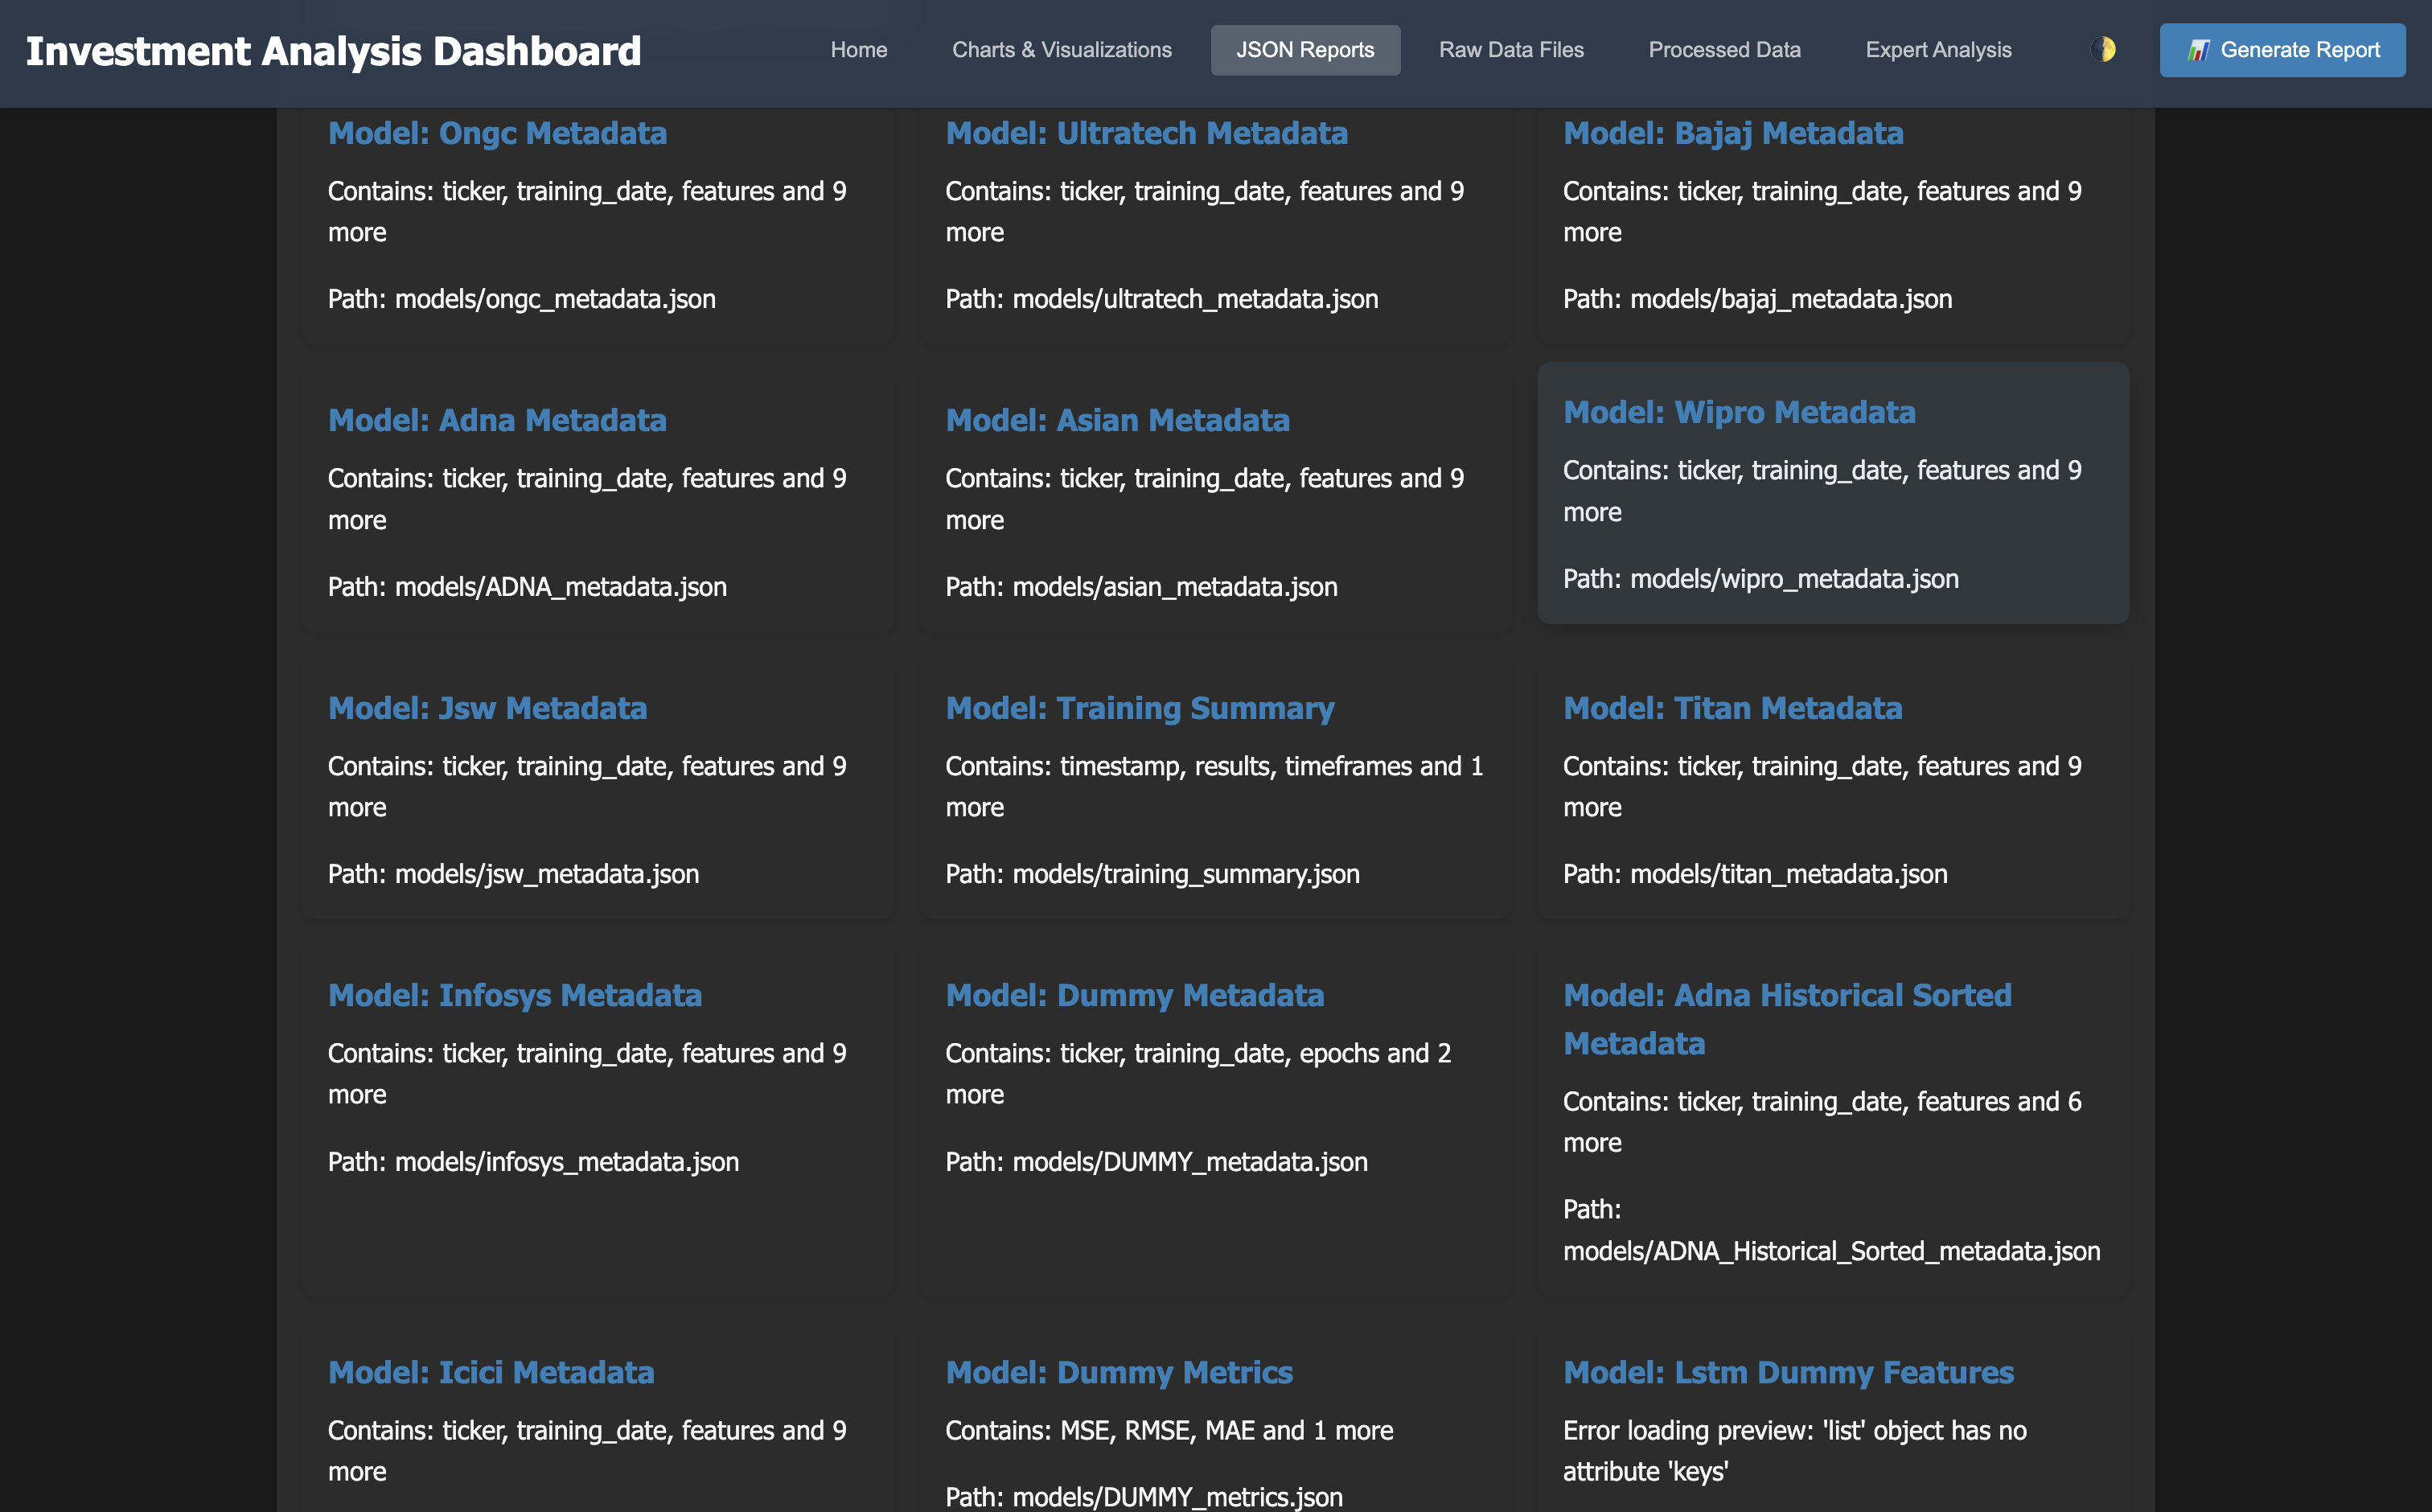 Investment Analysis Dashboard
Home
Charts & Visualizations
JSON Reports
Raw Data Files
Processed Data
Expert Analysis
Generate Report
Model: Ongc Metadata
Contains: ticker, training_date, features and 9
more
Path: models/ongc_metadata.json
Model: Ultratech Metadata
Contains: ticker, training_date, features and 9
more
Path: models/ultratech_metadata.json
Model: Bajaj Metadata
Contains: ticker, training_date, features and 9
more
Path: models/bajaj_metadata.json
Model: Adna Metadata
Contains: ticker, training_date, features and 9
more
Path: models/ADNA_metadata.json
Model: Asian Metadata
Contains: ticker, training_date, features and 9
more
Path: models/asian_metadata.json
Model: Wipro Metadata
Contains: ticker, training_date, features and 9
more
Path: models/wipro_metadata.json
Model: Jsw Metadata
Contains: ticker, training_date, features and 9
more
Path: models/jsw_metadata.json
Model: Training Summary
Contains: timestamp, results, timeframes and 1
more
Path: models/training_summary.json
Model: Titan Metadata
Contains: ticker, training_date, features and 9
more
Path: models/titan_metadata.json
Model: Infosys Metadata
Contains: ticker, training_date, features and 9
more
Path: models/infosys_metadata.json
Model: Dummy Metadata
Contains: ticker, training_date, epochs and 2
more
Path: models/DUMMY_metadata.json
Model: Adna Historical Sorted
Metadata
Contains: ticker, training_date, features and 6
more
Path:
models/ADNA_Historical_Sorted_metadata.json
Model: Icici Metadata
Contains: ticker, training_date, features and 9
more
Model: Dummy Metrics
Contains: MSE, RMSE, MAE and 1 more
Path: models/DUMMY_metrics.json
Model: Lstm Dummy Features
Error loading preview: 'list' object has no
attribute 'keys'